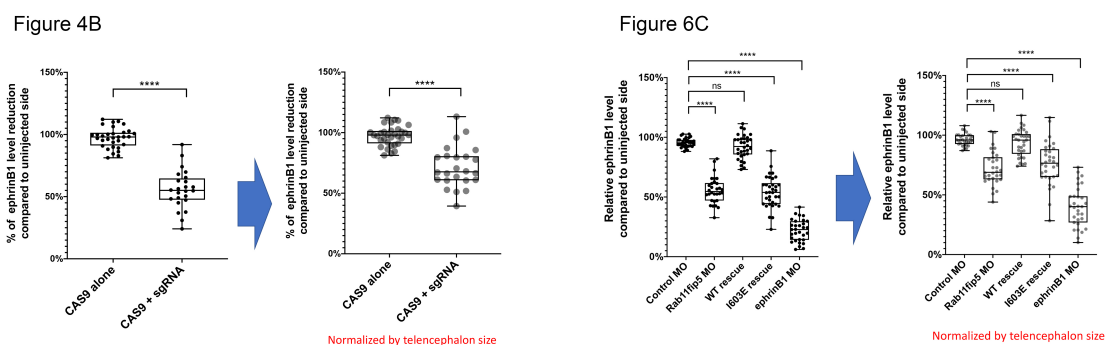 Figure 4B
% of ephrinB1 level reduction
compared to uninjected side
150%
100%
50%
0%
****
CAS9 alone
CAS9 + sgRNA
% of ephrinB1 level reduction
compared to uninjected side
150%
100%
50%
0%
****
CAS9 alone
CAS9 + sgRNA
Normalized by telencephalon size
Figure 6C
Relative ephrinB1 level
compared to uninjected side
150%
100%
50%
0%
****
****
ns
****
Control MO
Rab11fip5 MO
WT rescue
I603E rescue
ephrinB1 MO
Relative ephrinB1 level
compared to uninjected side
150%
100%
50%
0%
****
****
ns
****
Control MO
Rab11fip5 MO
WT rescue
I603E rescue
ephrinB1 MO
Normalized by telencephalon size